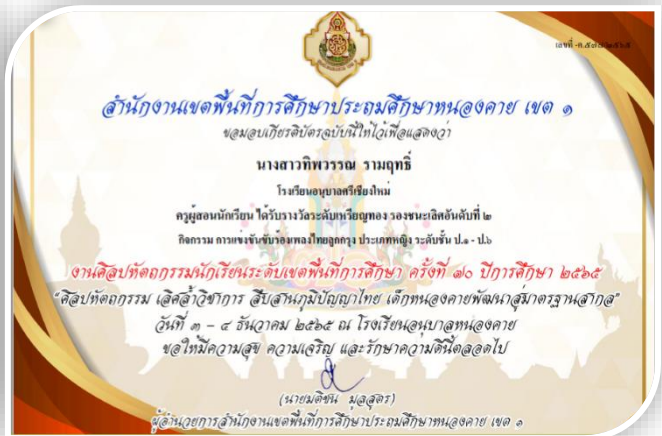 เลขที่ -ค.๕๗๘/๒๕๖๕
สำนักงานเขตพื้นที่การศึกษาประถมศึกษาหนองคาย เขต ๑
ขอมอบเกียรติบัตรฉบับนี้ให้ไว้เพื่อแสดงว่า
นางสาวทิพวรรณ รามฤทธิ์
โรงเรียนอนุบาลศรีเชียงใหม่
ครูผู้สอนนักเรียน ได้รับรางวัลระดับเหรียญทอง รองชนะเลิศอันดับที่ ๒
กิจกรรม การแข่งขันขับร้องเพลงไทยลูกกรุง ประเภทหญิง ระดับชั้น ป.๑ - ป.๖
งานศิลปหัตถกรรมนักเรียนระดับเขตพื้นที่การศึกษา ครั้งที่ ๗๐ ปีการศึกษา ๒๕๖๕
"ศิลปหัตถกรรม เลิศล้ำวิชาการ สืบสานภูมิปัญญาไทย เด็กหนองคายพัฒนาสู่มาตรฐานสากล"
วันที่ ๓ - ๔ ธันวาคม ๒๕๖๕ ณ โรงเรียนอนุบาลหนองคาย
ขอให้มีความสุข ความเจริญ และรักษาความดีนี้ตลอดไป
(นายมติชน มูลสูตร)
ผู้อำนวยการสำนักงานเขตพื้นที่การศึกษาประถมศึกษาหนองคาย เขต ๑